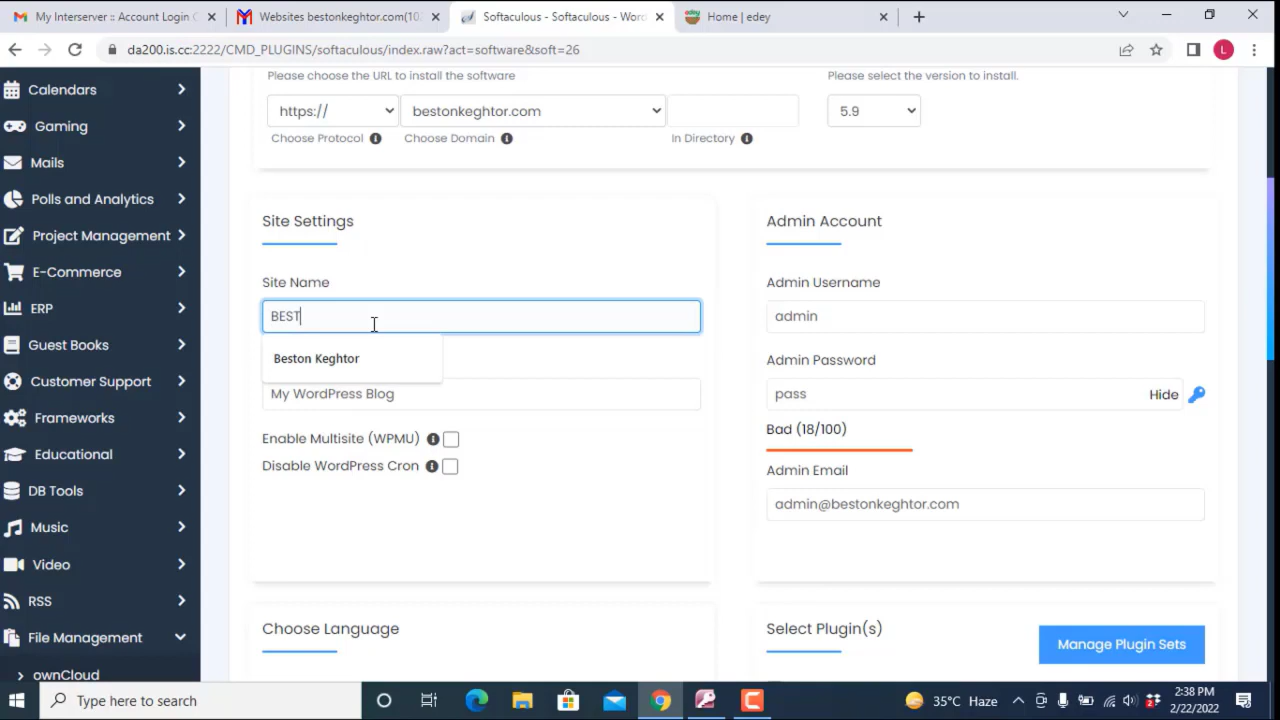 My Interserver :: Account Login C
Websites bestonkeghtor.com(10
Softaculous - Softaculous - Wor
Home | edey
da200.is.cc:2222/CMD_PLUGINS/softaculous/index.raw?act=software&soft=26
L
Calendars
Gaming
Mails
Polls and Analytics
Project Management
E-Commerce
ERP
Guest Books
Customer Support
Frameworks
Educational
DB Tools
Music
Video
RSS
File Management
ownCloud
Please choose the URL to install the software
https://
bestonkeghtor.com
Choose Protocol
Choose Domain
In Directory
Please select the version to install.
5.9
Site Settings
Site Name
BEST
Beston Keghtor
My WordPress Blog
Enable Multisite (WPMU)
Disable WordPress Cron
Admin Account
Admin Username
admin
Admin Password
pass
Hide
Bad (18/100)
Admin Email
admin@bestonkeghtor.com
Choose Language
Select Plugin(s)
Manage Plugin Sets
Type here to search
35°C Haze
2:38 PM
2/22/2022